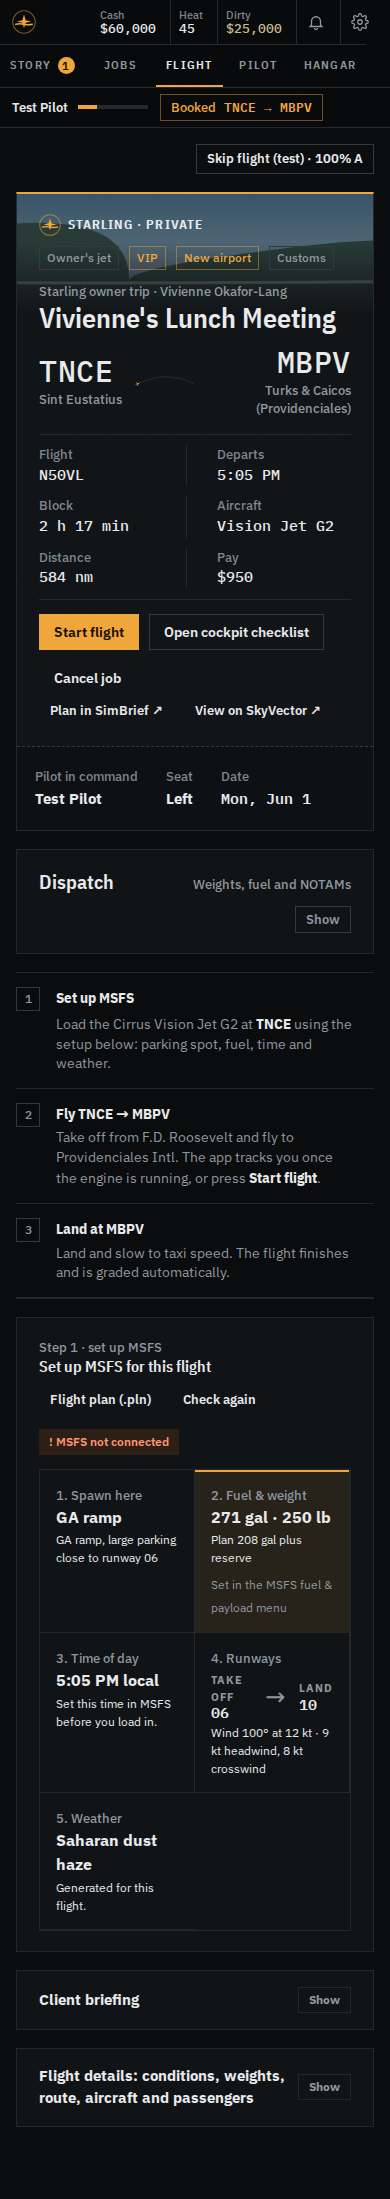 Cash Heat Dirty
$60,000 45 $25,000
STORY 1 JOBS FLIGHT PILOT HANGAR
Test Pilot Booked TNCE → MBPV
Skip flight (test) · 100% A
STARLING · PRIVATE
Owner's jet VIP New airport Customs
Starling owner trip · Vivienne Okafor-Lang
Vivienne's Lunch Meeting
TNCE MBPV
Sint Eustatius Turks & Caicos
(Providenciales)
Flight Departs
N50VL 5:05 PM
Block Aircraft
2 h 17 min Vision Jet G2
Distance Pay
584 nm $950
Start flight Open cockpit checklist
Cancel job
Plan in SimBrief ↗ View on SkyVector ↗
Pilot in command Seat Date
Test Pilot Left Mon, Jun 1
Dispatch Weights, fuel and NOTAMs
Show
1 Set up MSFS
Load the Cirrus Vision Jet G2 at TNCE using the
setup below: parking spot, fuel, time and
weather.
2 Fly TNCE → MBPV
Take off from F.D. Roosevelt and fly to
Providenciales Intl. The app tracks you once
the engine is running, or press Start flight.
3 Land at MBPV
Land and slow to taxi speed. The flight finishes
and is graded automatically.
Step 1 · set up MSFS
Set up MSFS for this flight
Flight plan (.pln) Check again
! MSFS not connected
1. Spawn here
GA ramp
GA ramp, large parking
close to runway 06
2. Fuel & weight
271 gal · 250 lb
Plan 208 gal plus
reserve
Set in the MSFS fuel &
payload menu
3. Time of day
5:05 PM local
Set this time in MSFS
before you load in.
4. Runways
TAKE
OFF
06
→
LAND
10
Wind 100° at 12 kt · 9
kt headwind, 8 kt
crosswind
5. Weather
Saharan dust
haze
Generated for this
flight.
Client briefing Show
Flight details: conditions, weights,
route, aircraft and passengers
Show